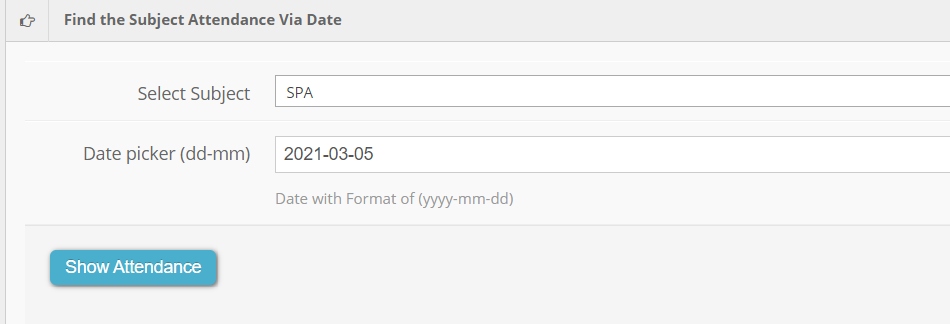 Find the Subject Attendance Via Date
Select Subject
SPA
Date picker (dd-mm)
2021-03-05
Date with Format of (yyyy-mm-dd)
Show Attendance